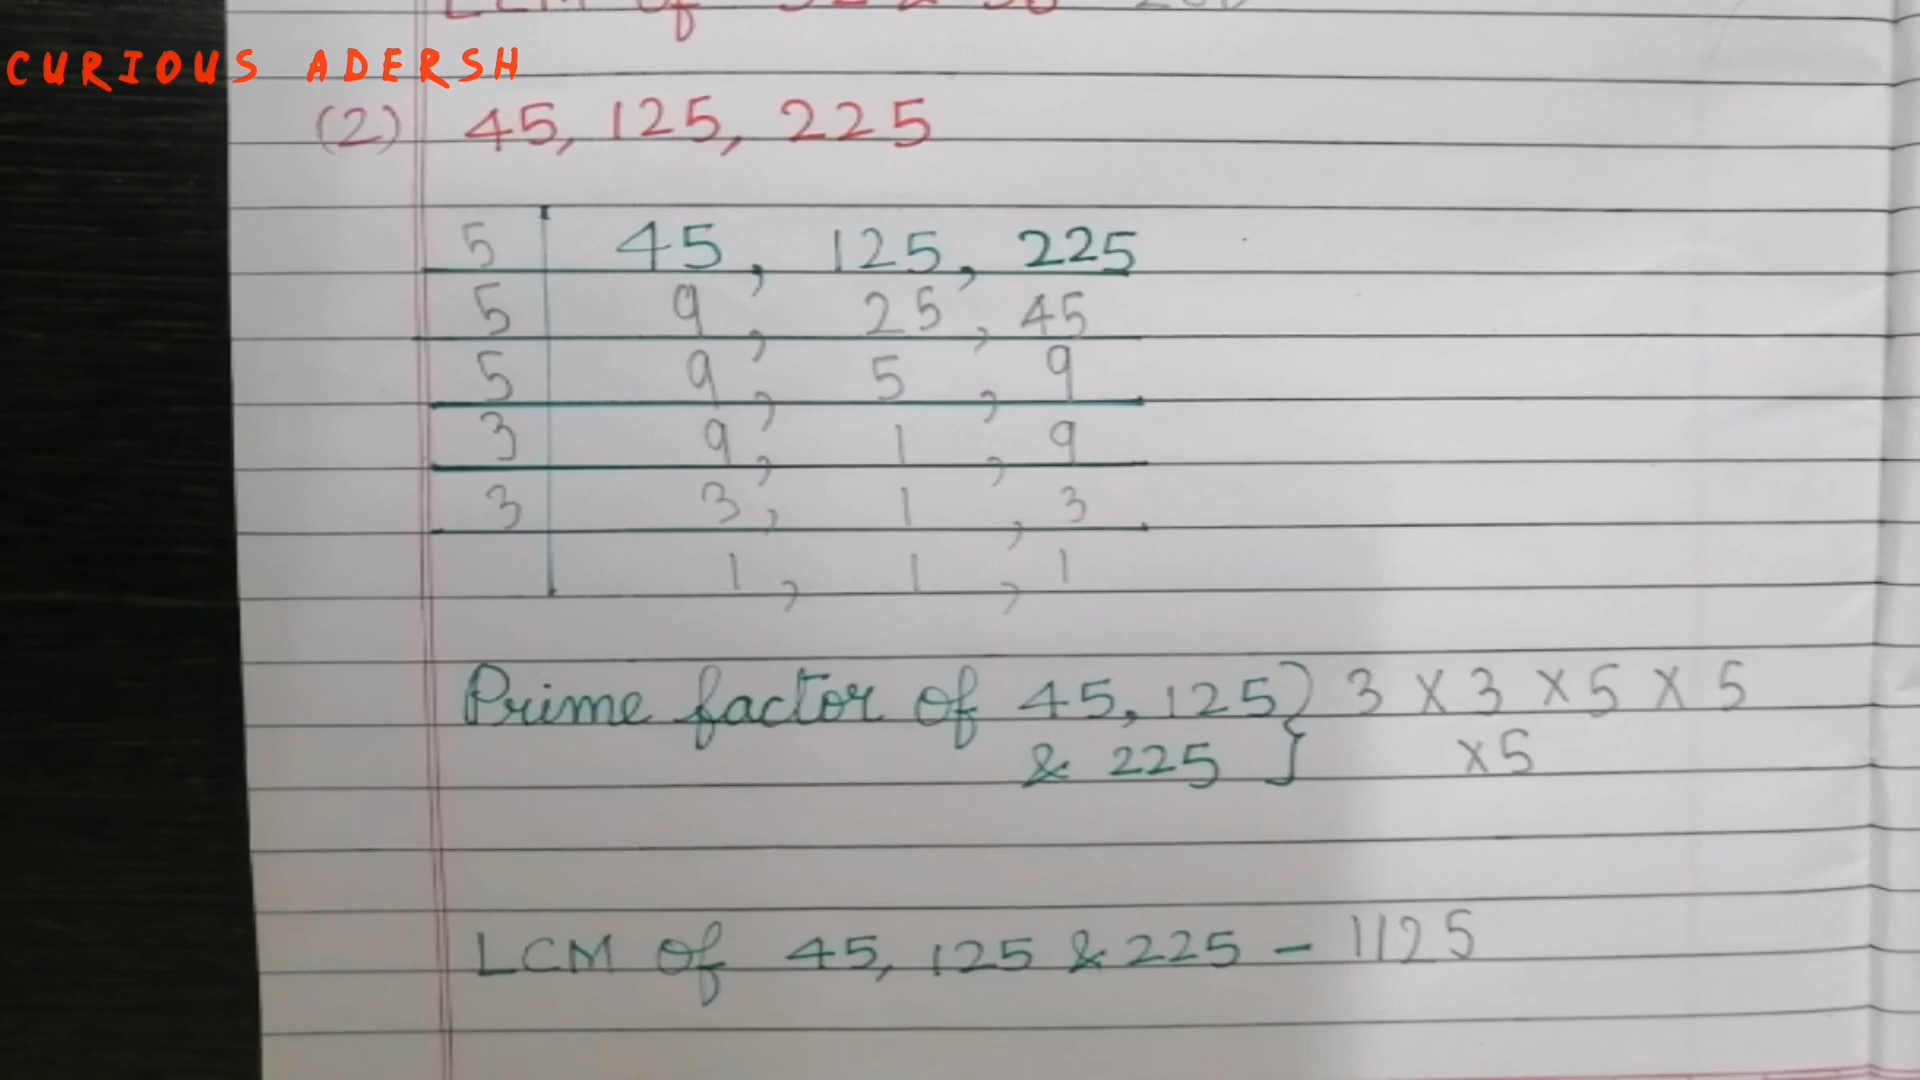 LCM of
CURIOUS ADERSH
(2) 45, 125, 225
5 45, 125, 225
5 9, 25, 45
5 9, 5, 9
3 9, 1, 9
3 3, 1, 3
1, 1, 1
Prime factor of 45, 125 } 3 x 3 x 5 x 5
& 225 x5
LCM of 45, 125 & 225 - 1125